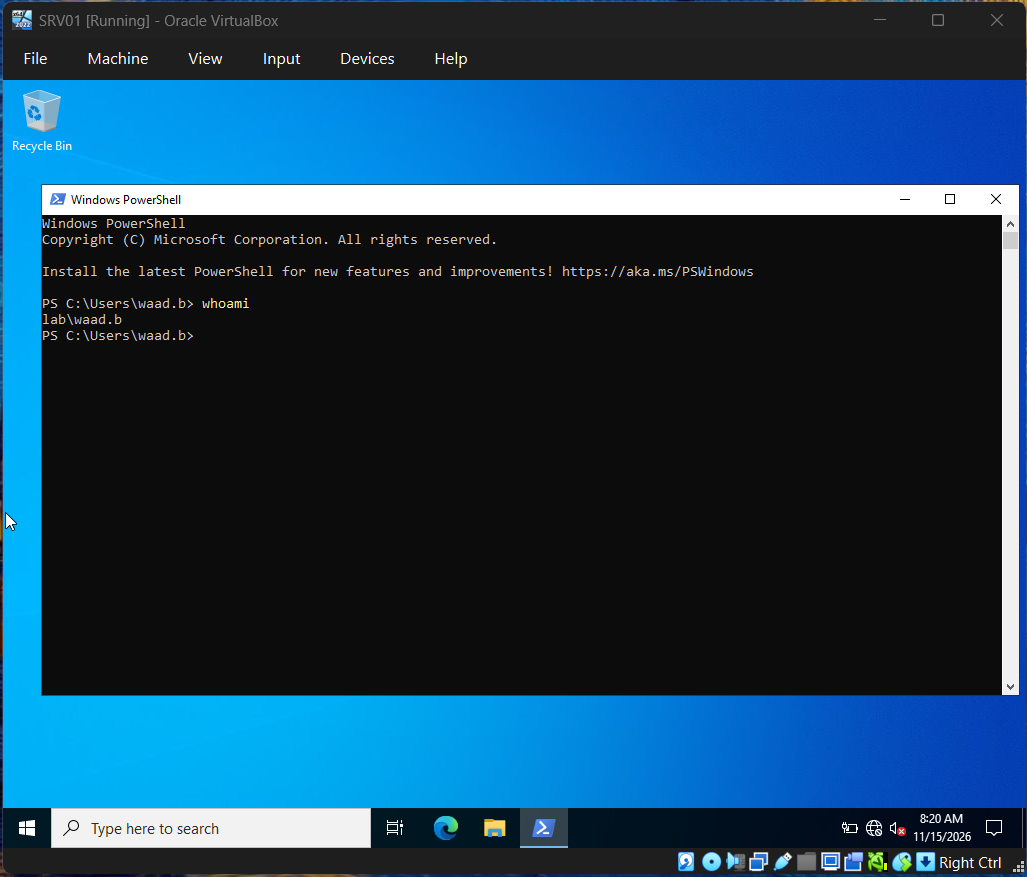 SRV01 [Running] - Oracle VirtualBox
File Machine View Input Devices Help
Recycle Bin
Windows PowerShell
Windows PowerShell
Copyright (C) Microsoft Corporation. All rights reserved.
Install the latest PowerShell for new features and improvements! https://aka.ms/PSWindows
PS C:\Users\waad.b> whoami
lab\waad.b
PS C:\Users\waad.b>
Type here to search
8:20 AM
11/15/2026
Right Ctrl